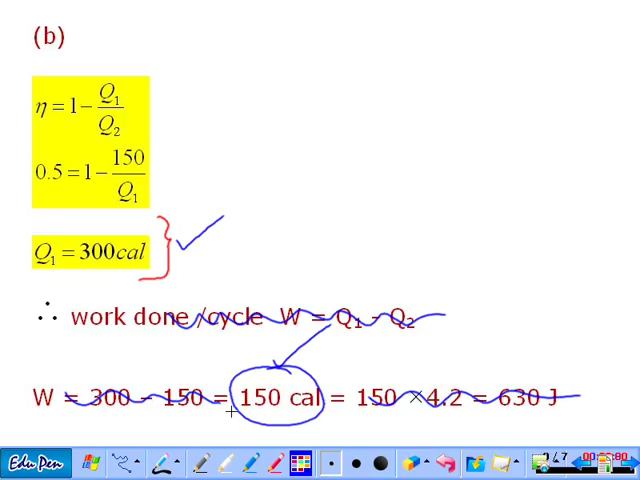 (b)
η = 1 − Q₁/Q₂
0.5 = 1 − 150/Q₁
Q₁ = 300cal
∴ work done /cycle W = Q₁ – Q₂
W = 300 – 150 = 150 cal = 150 × 4.2 = 630 J
Edu Pen